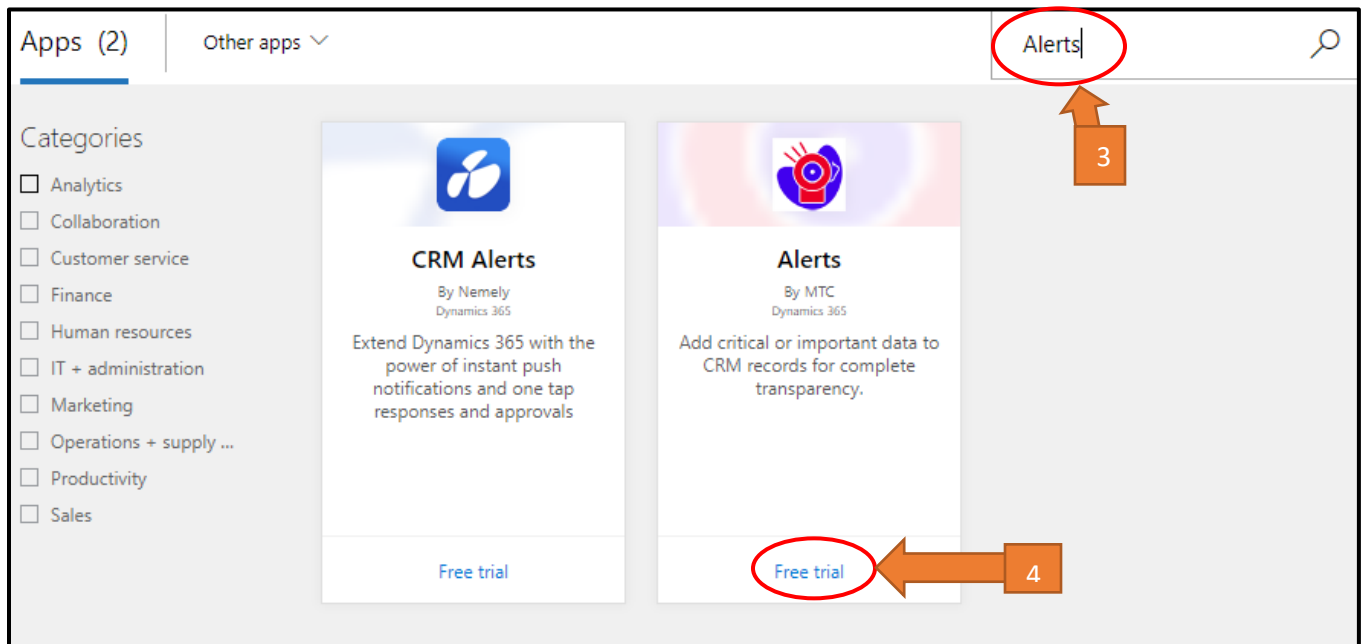 Apps (2)
Other apps
Alerts
3
Categories
Analytics
Collaboration
Customer service
Finance
Human resources
IT + administration
Marketing
Operations + supply ...
Productivity
Sales
CRM Alerts
By Nemely
Dynamics 365
Extend Dynamics 365 with the
power of instant push
notifications and one tap
responses and approvals
Free trial
Alerts
By MTC
Dynamics 365
Add critical or important data to
CRM records for complete
transparency.
Free trial
4